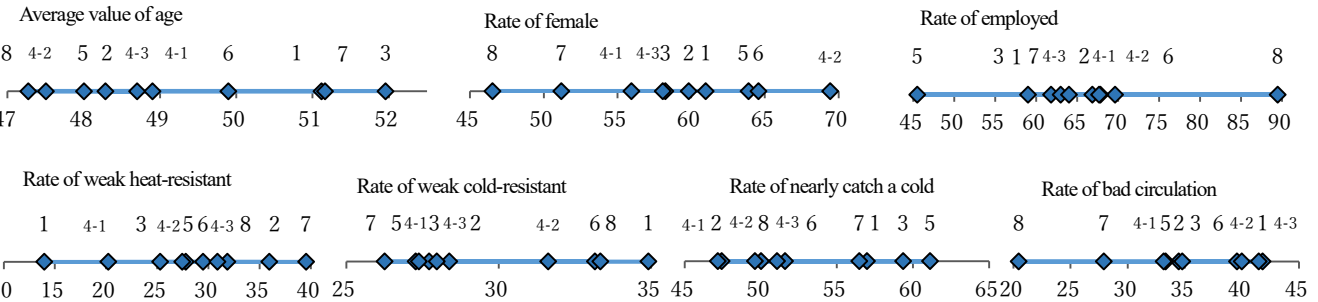 Average value of age
8 4-2 5 2 4-3 4-1 6 1 7 3
47 48 49 50 51 52
Rate of female
8 7 4-1 4-3 3 2 1 5 6 4-2
45 50 55 60 65 70
Rate of employed
5 3 1 7 4-3 2 4-1 4-2 6 8
45 50 55 60 65 70 75 80 85 90
Rate of weak heat-resistant
1 4-1 3 4-2 5 6 4-3 8 2 7
0 15 20 25 30 35 40
Rate of weak cold-resistant
7 5 4-1 3 4-3 2 4-2 6 8 1
25 30 35
Rate of nearly catch a cold
4-1 2 4-2 8 4-3 6 7 1 3 5
45 50 55 60 65
Rate of bad circulation
8 7 4-1 5 2 3 6 4-2 1 4-3
20 25 30 35 40 45